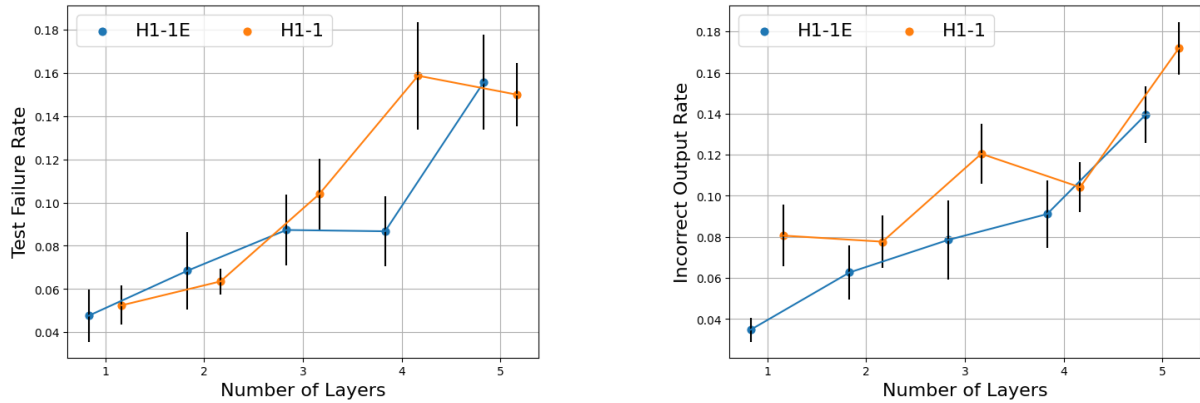 H1-1E H1-1
Test Failure Rate
0.18
0.16
0.14
0.12
0.10
0.08
0.06
0.04
1 2 3 4 5
Number of Layers
H1-1E H1-1
Incorrect Output Rate
0.18
0.16
0.14
0.12
0.10
0.08
0.06
0.04
1 2 3 4 5
Number of Layers